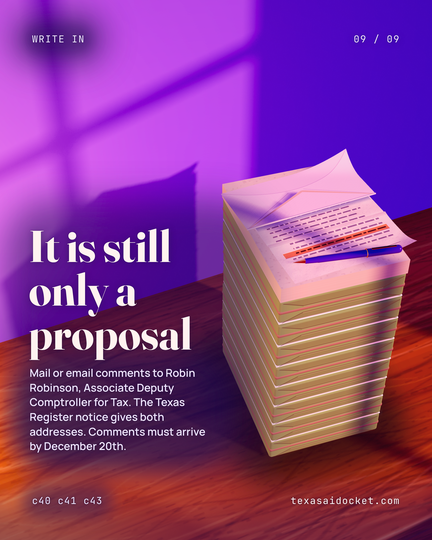 WRITE IN
09 / 09
It is still
only a
proposal
Mail or email comments to Robin
Robinson, Associate Deputy
Comptroller for Tax. The Texas
Register notice gives both
addresses. Comments must arrive
by December 20th.
c40 c41 c43
texasaidocket.com